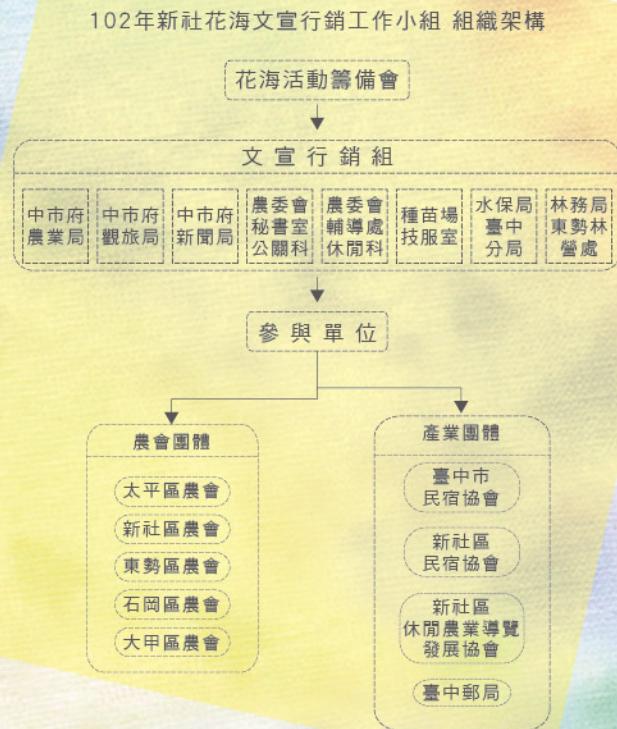 102年新社花海文宣行銷工作小組 組織架構
花海活動籌備會
文宣行銷組
中市府
農業局
中市府
觀旅局
中市府
新聞局
農委會
秘書室
公關科
農委會
輔導處
休閒科
種苗場
技服室
水保局
臺中
分局
林務局
東勢林
營處
參與單位
農會團體
太平區農會
新社區農會
東勢區農會
石岡區農會
大甲區農會
產業團體
臺中市
民宿協會
新社區
民宿協會
新社區
休閒農業導覽
發展協會
臺中郵局